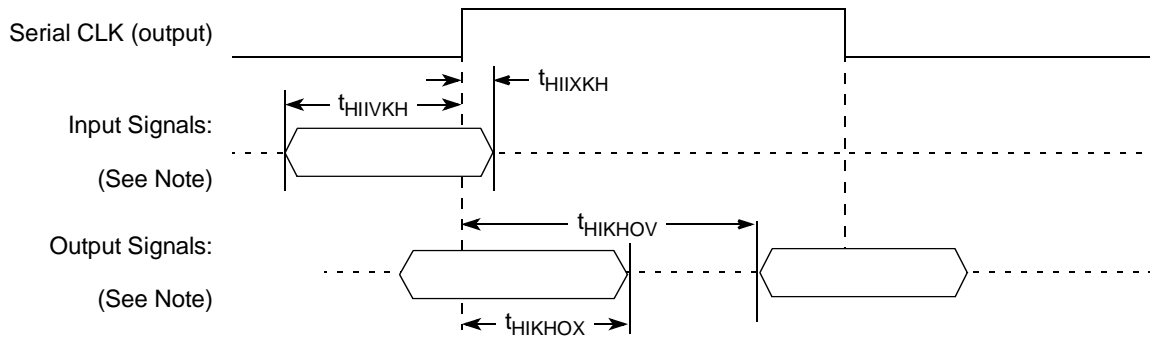 Serial CLK (output)
tHIIXKH
tHIIVKH
Input Signals:
(See Note)
tHIKHOV
Output Signals:
(See Note)
tHIKHOX